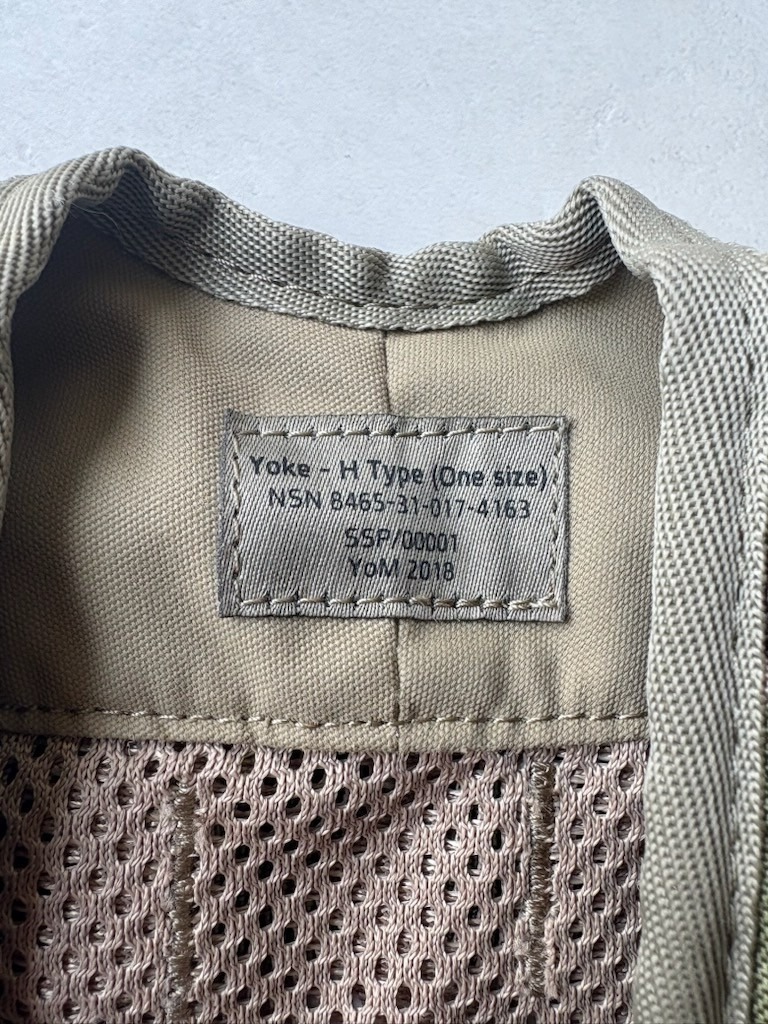 Yoke - H Type (One size)
NSN 8465-31-017-4163
SSP/00001
YoM 2018